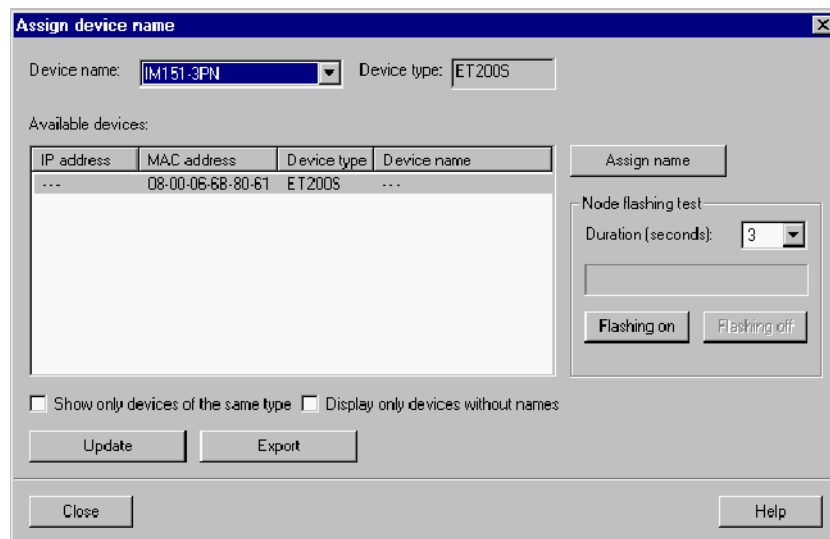 Assign device name
Device name: IM151-3PN Device type: ET200S
Available devices:
IP address MAC address Device type Device name
--- 08-00-06-6B-80-61 ET200S ---
Assign name
Node flashing test
Duration (seconds): 3
Flashing on Flashing off
Show only devices of the same type Display only devices without names
Update Export
Close Help